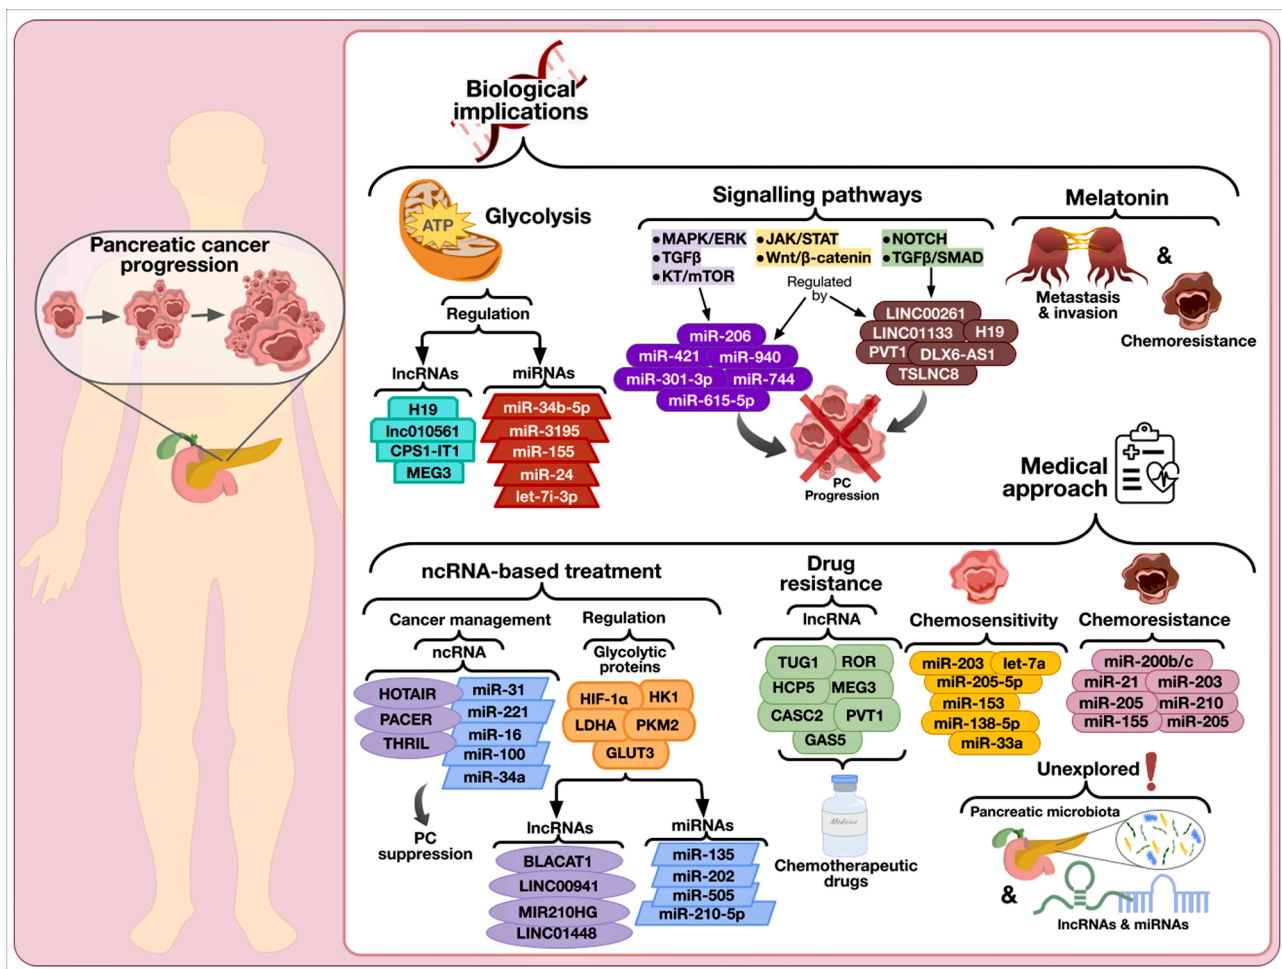 Biological
implications
Pancreatic cancer
progression
ATP
Glycolysis
Regulation
lncRNAs
H19
lnc010561
CPS1-IT1
MEG3
miRNAs
miR-34b-5p
miR-3195
miR-155
miR-24
let-7i-3p
Signalling pathways
•MAPK/ERK
•TGFβ
•KT/mTOR
•JAK/STAT
•Wnt/β-catenin
•NOTCH
•TGFβ/SMAD
Regulated
by
miR-206
miR-421 miR-940
miR-301-3p miR-744
miR-615-5p
LINC00261
LINC01133 H19
PVT1 DLX6-AS1
TSLNC8
PC
Progression
Melatonin
Metastasis
& invasion
&
Chemoresistance
Medical
approach
ncRNA-based treatment
Cancer management
ncRNA
HOTAIR
PACER
THRIL
miR-31
miR-221
miR-16
miR-100
miR-34a
PC
suppression
Regulation
Glycolytic
proteins
HIF-1α HK1
LDHA PKM2
GLUT3
lncRNAs
BLACAT1
LINC00941
MIR210HG
LINC01448
miRNAs
miR-135
miR-202
miR-505
miR-210-5p
Drug
resistance
lncRNA
TUG1 ROR
HCP5 MEG3
CASC2 PVT1
GAS5
Medicine
Chemotherapeutic
drugs
Chemosensitivity
miR-203 let-7a
miR-205-5p
miR-153
miR-138-5p
miR-33a
Chemoresistance
miR-200b/c
miR-21 miR-203
miR-205 miR-210
miR-155 miR-205
Unexplored !
Pancreatic microbiota
&
lncRNAs & miRNAs